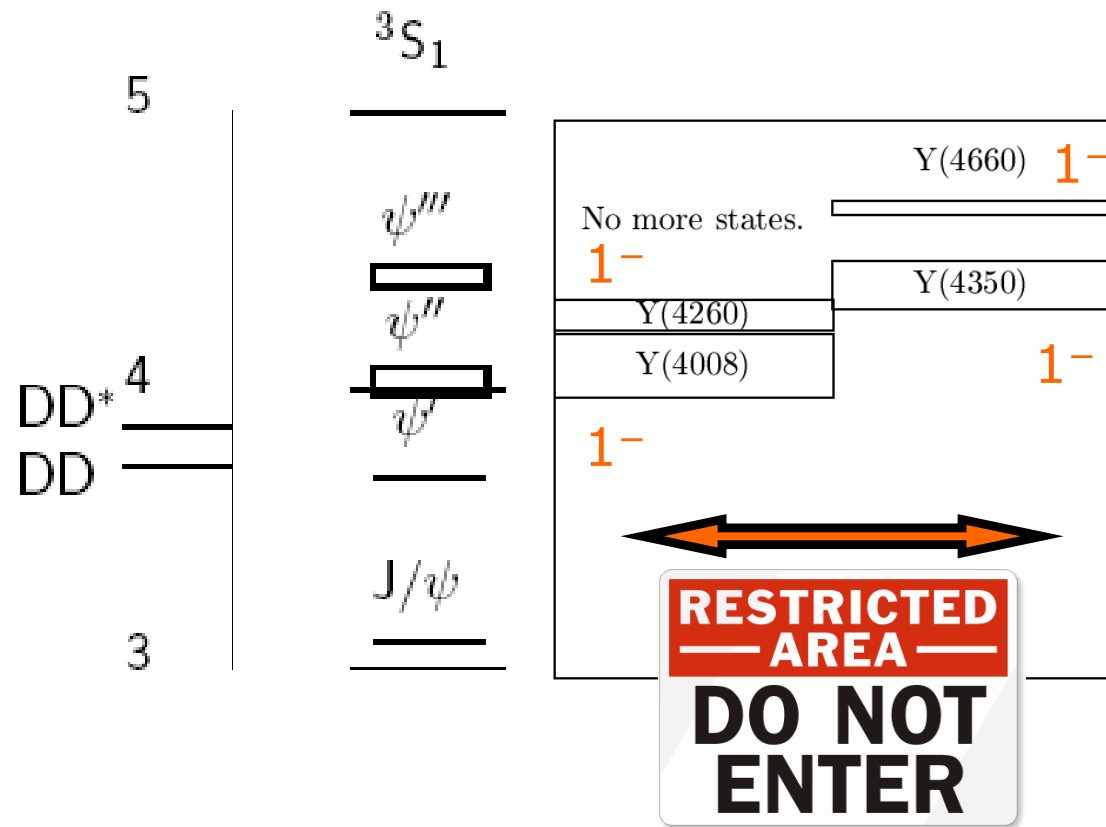 ³S₁
5
ψ‴
ψ″
4
DD*
ψ′
DD
J/ψ
3
Y(4660) 1⁻
No more states.
1⁻
Y(4350)
Y(4260)
Y(4008)
1⁻
1⁻
RESTRICTED
AREA
DO NOT
ENTER